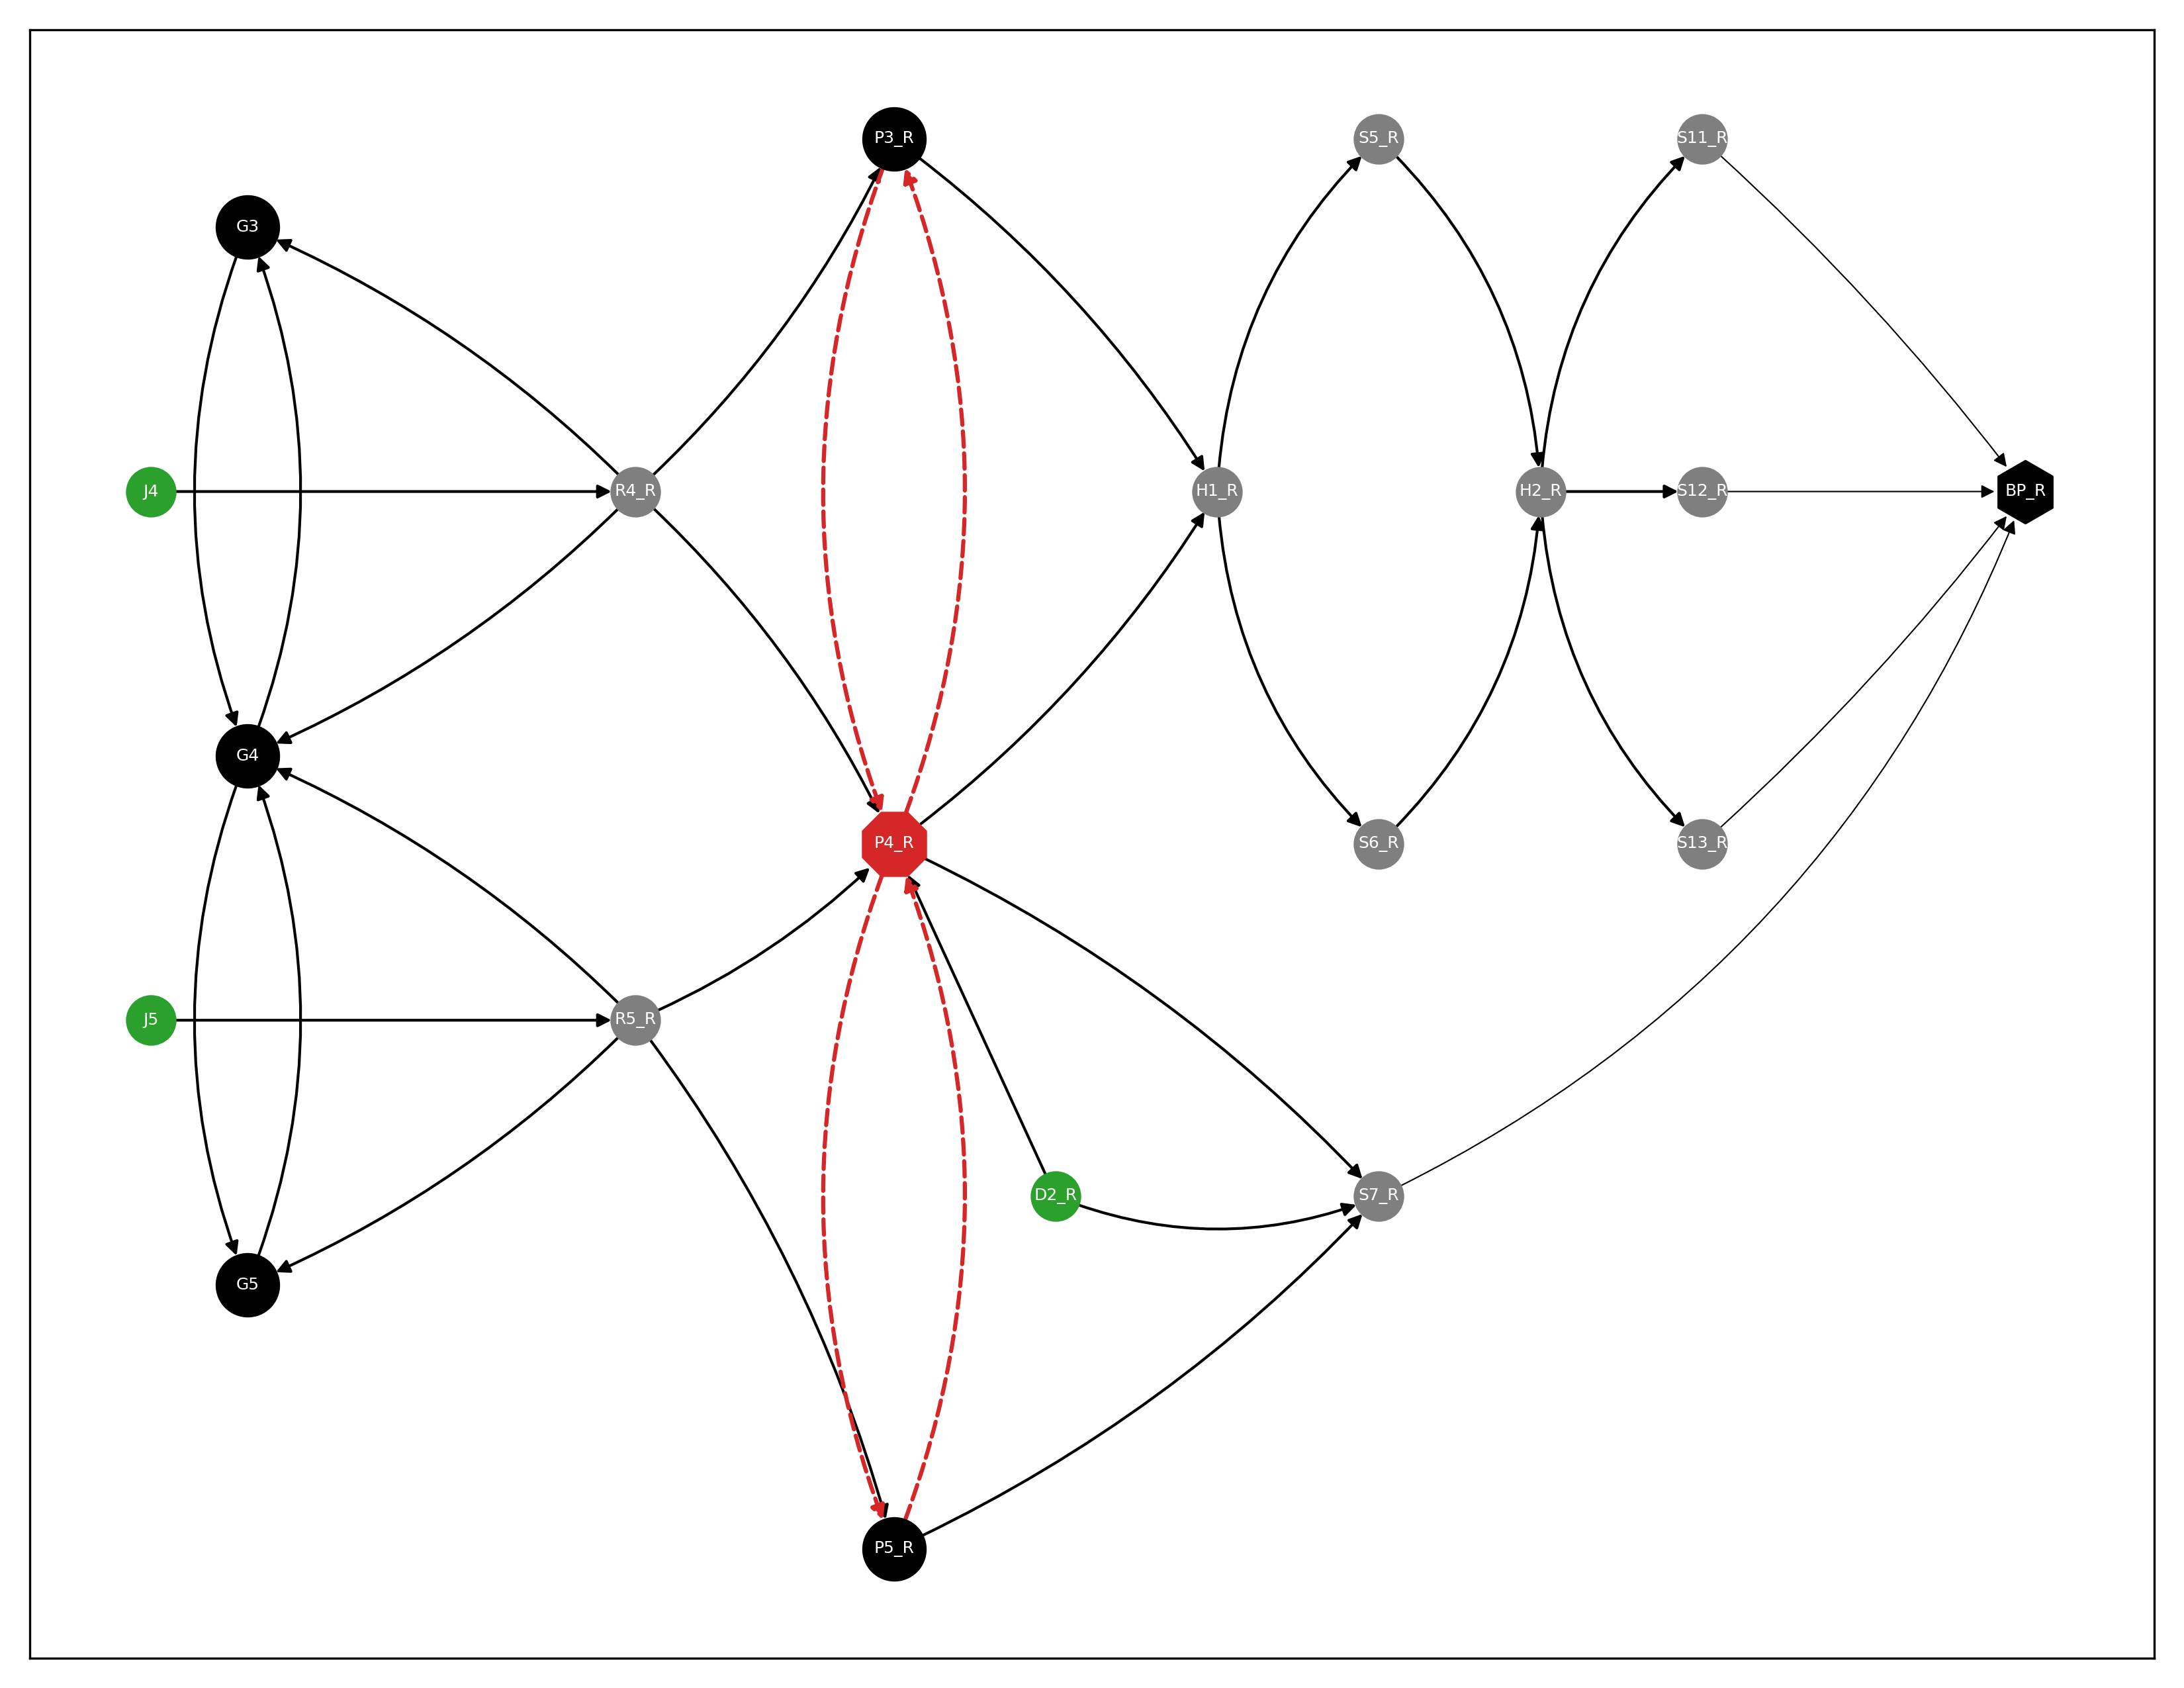 P3_R
S5_R
S11_R
G3
J4
R4_R
H1_R
H2_R
S12_R
BP_R
G4
P4_R
S6_R
S13_R
J5
R5_R
D2_R
S7_R
G5
P5_R